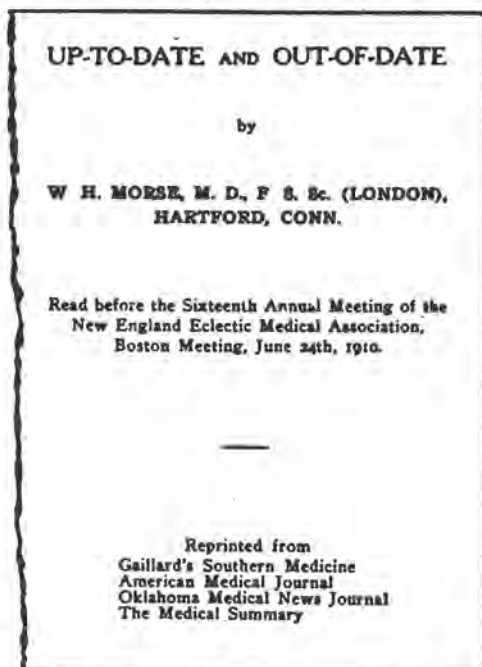 UP-TO-DATE AND OUT-OF-DATE
by
W H. MORSE, M. D., F S. Sc. (LONDON),
HARTFORD, CONN.
Read before the Sixteenth Annual Meeting of the
New England Eclectic Medical Association,
Boston Meeting, June 24th, 1910.
Reprinted from
Gaillard's Southern Medicine
American Medical Journal
Oklahoma Medical News Journal
The Medical Summary